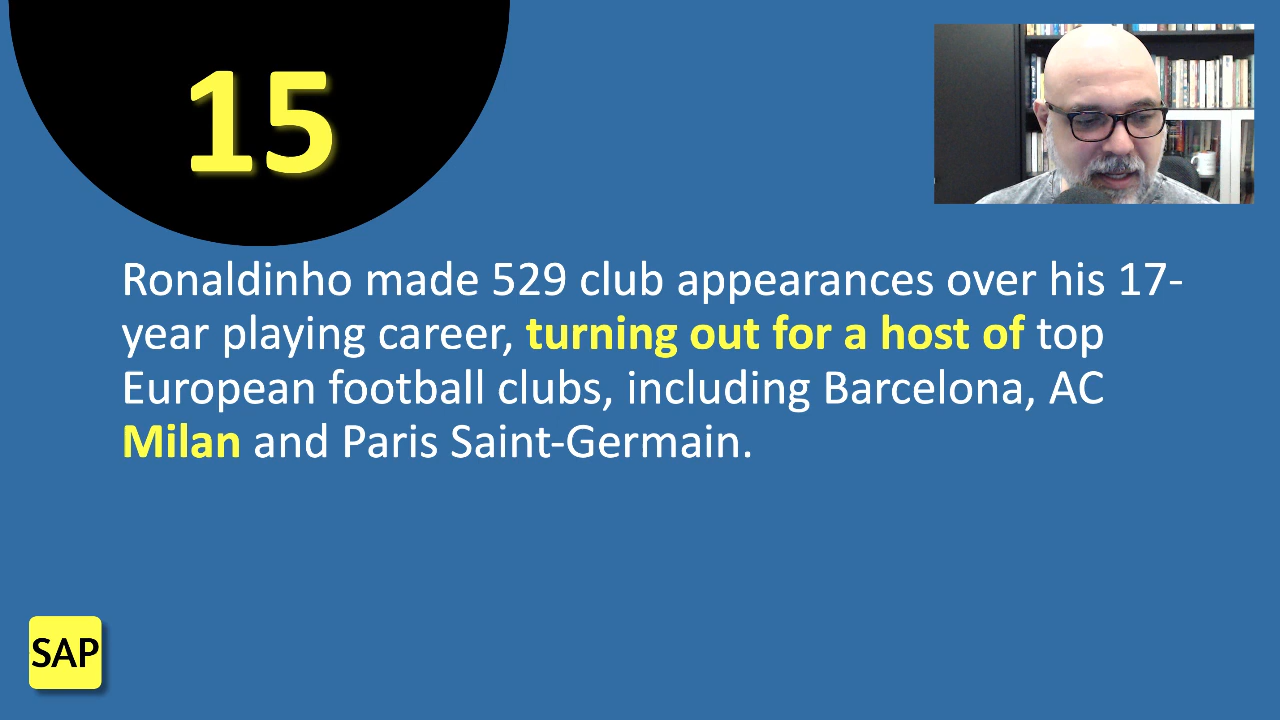 15
Ronaldinho made 529 club appearances over his 17-
year playing career, turning out for a host of top
European football clubs, including Barcelona, AC
Milan and Paris Saint-Germain.
SAP